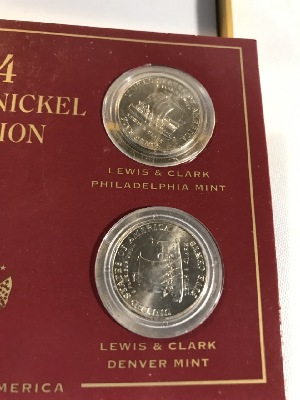 4
NICKEL
ION
LEWIS & CLARK
PHILADELPHIA MINT
LEWIS & CLARK
DENVER MINT
AMERICA